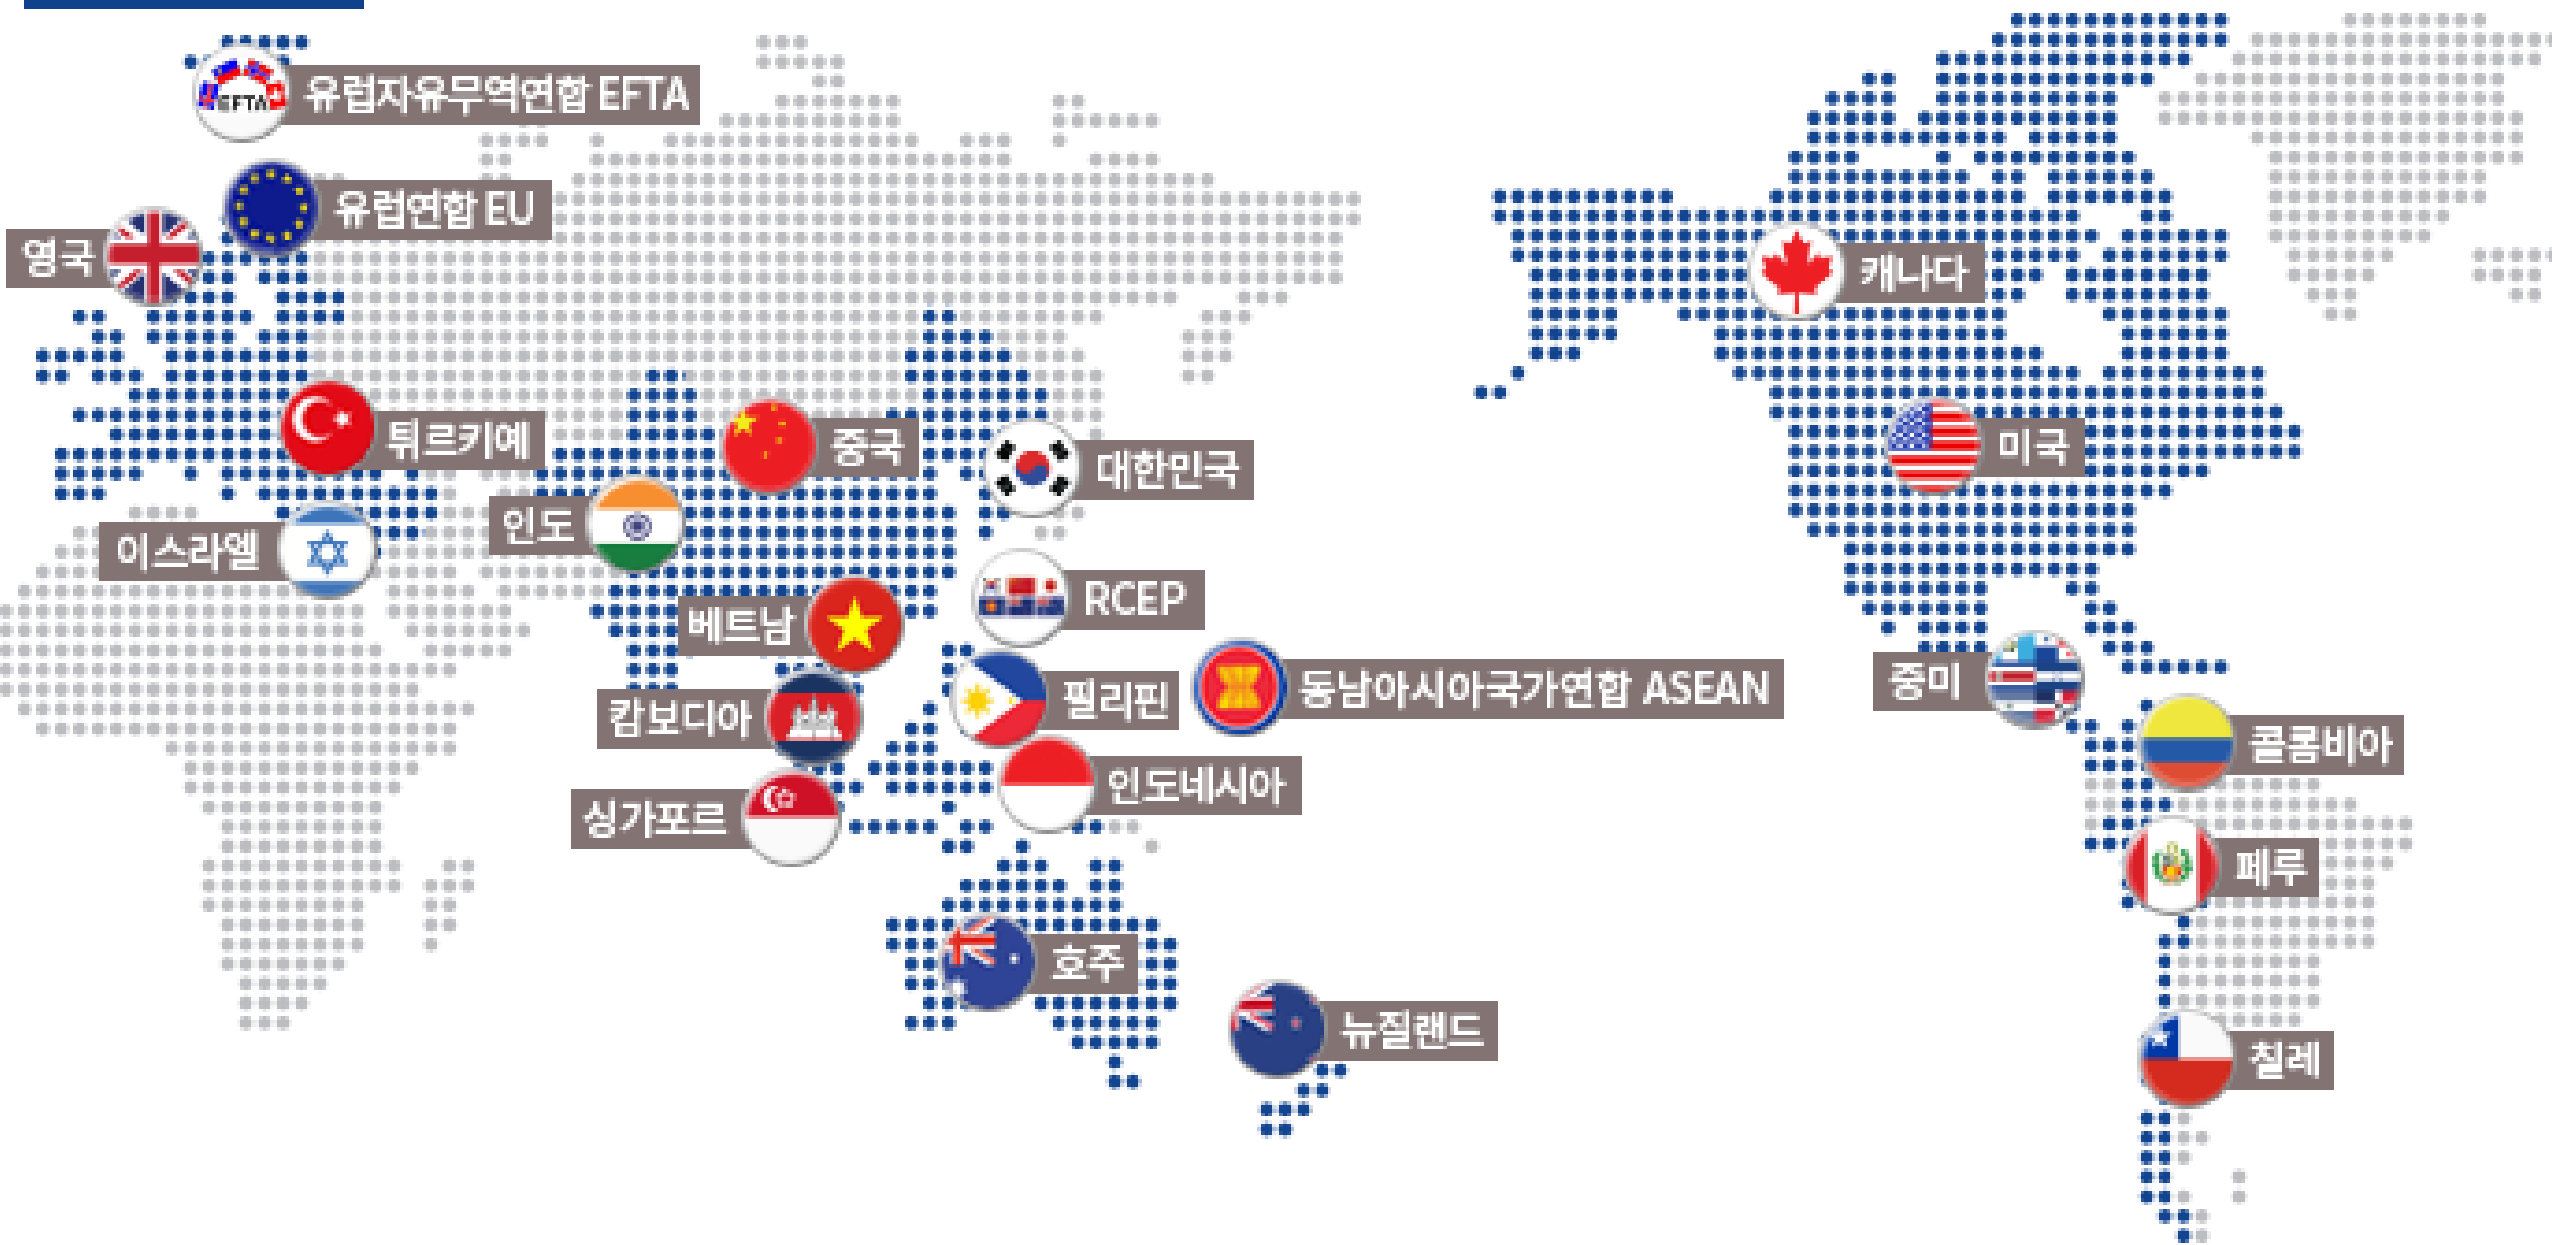 유럽자유무역연합 EFTA
EFTA
유럽연합 EU
영국
캐나다
튀르키예
중국
대한민국
미국
인도
이스라엘
RCEP
베트남
필리핀
동남아시아국가연합 ASEAN
중미
캄보디아
콜롬비아
인도네시아
싱가포르
페루
호주
뉴질랜드
칠레